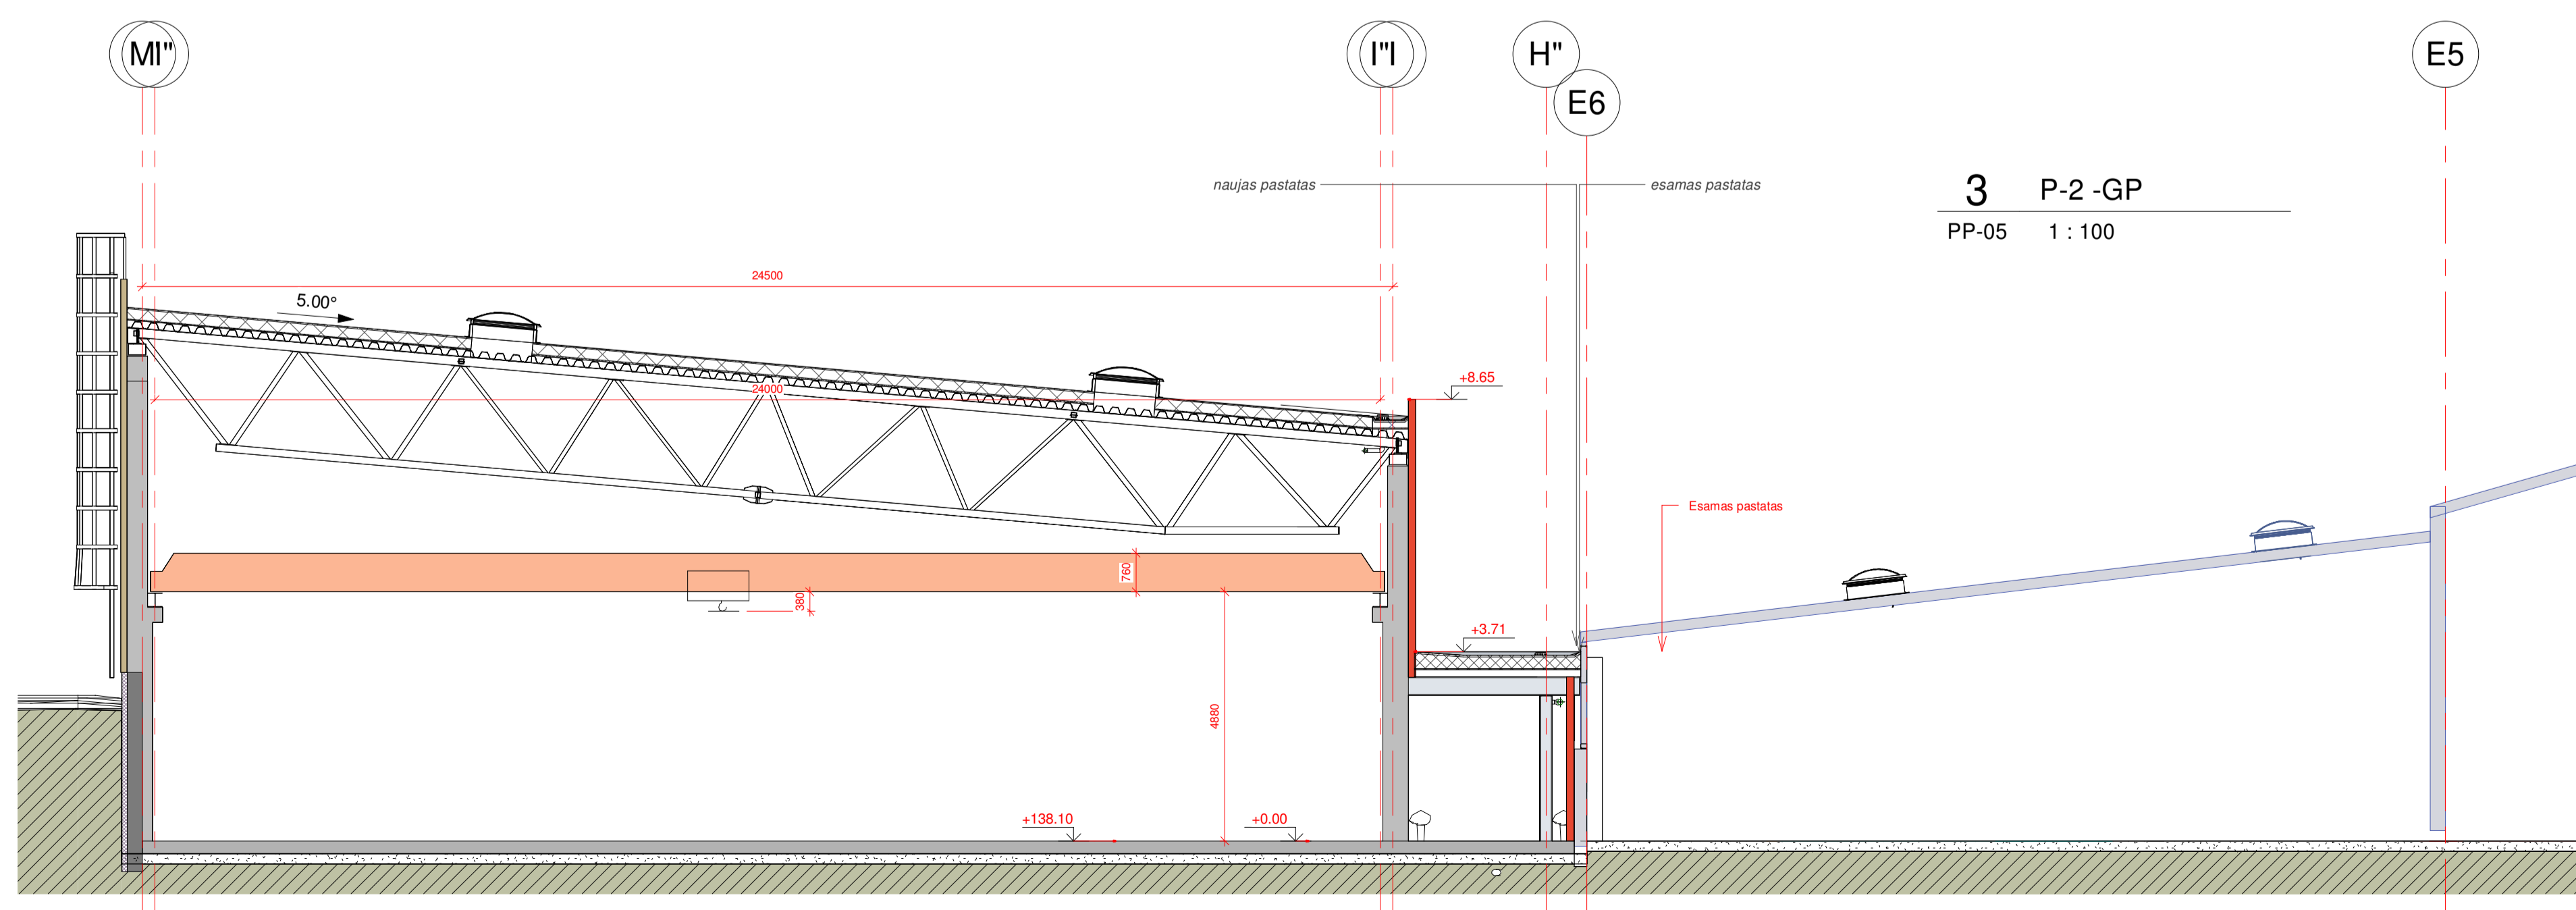 MI"
I"I
H"
E6
E5
naujas pastatas
esamas pastatas
3 P-2 -GP
PP-05 1 : 100
24500
5.00°
24000
+8.65
Esamas pastatas
760
380
+3.71
4880
+138.10
+0.00